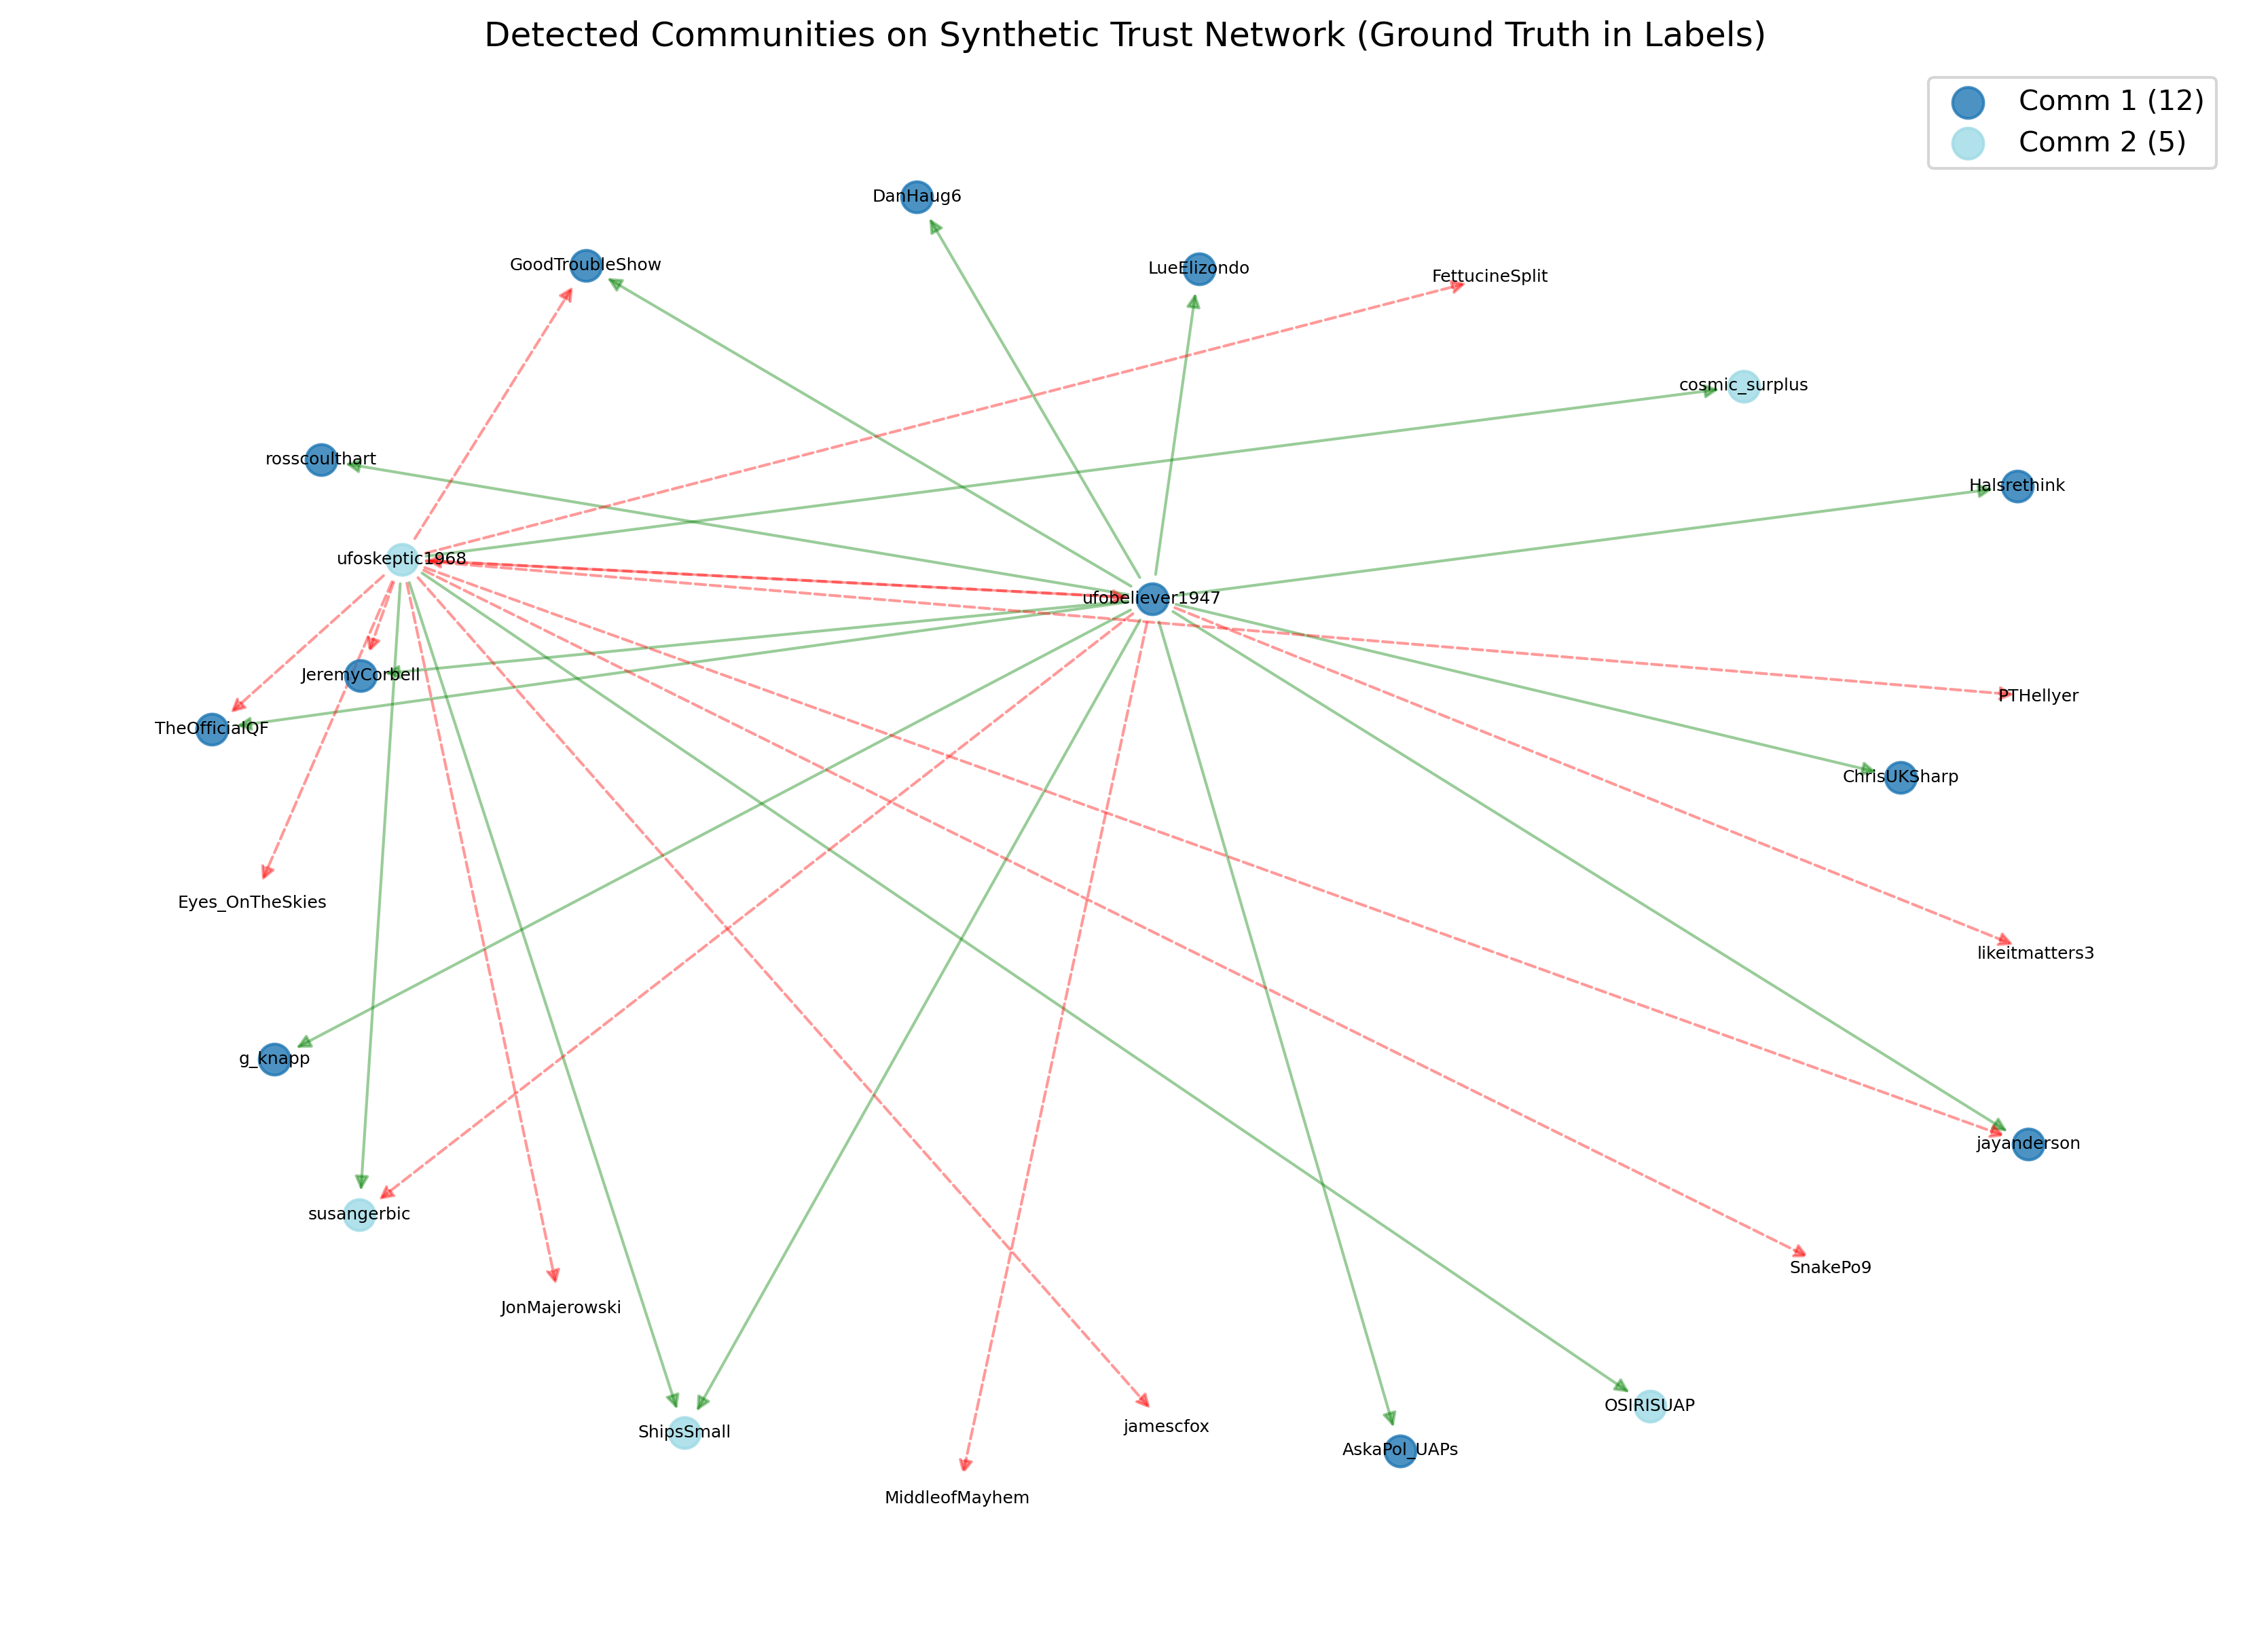 Detected Communities on Synthetic Trust Network (Ground Truth in Labels)
Comm 1 (12)
Comm 2 (5)
DanHaug6
GoodTroubleShow
LueElizondo
FettucineSplit
cosmic_surplus
rosscoulthart
Halsrethink
ufoskeptic1968
ufobeliever1947
JeremyCorbell
PTHellyer
TheOfficialQF
ChrisUKSharp
Eyes_OnTheSkies
likeitmatters3
g_knapp
jayanderson
susangerbic
SnakePo9
JonMajerowski
OSIRISUAP
ShipsSmall
jamescfox
AskaPol_UAPs
MiddleofMayhem